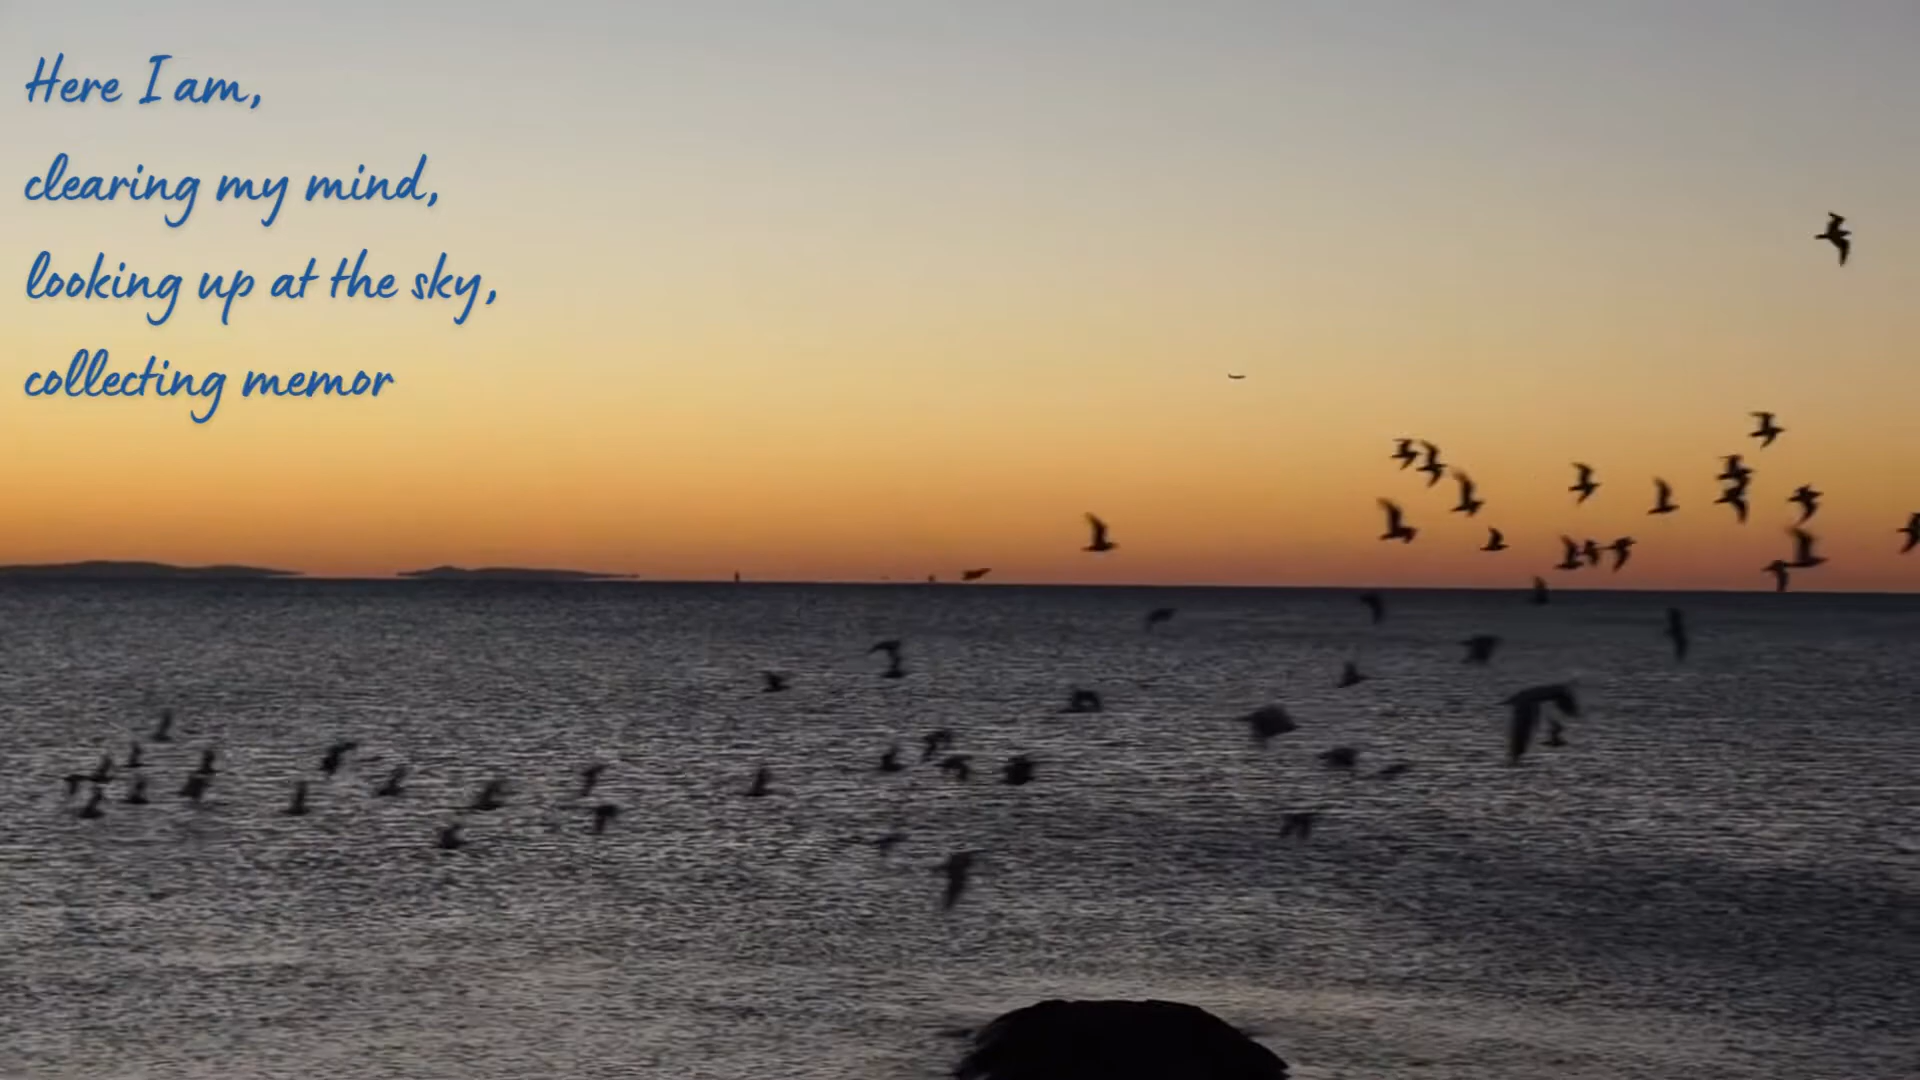 Here I am,
clearing my mind,
looking up at the sky,
collecting memor